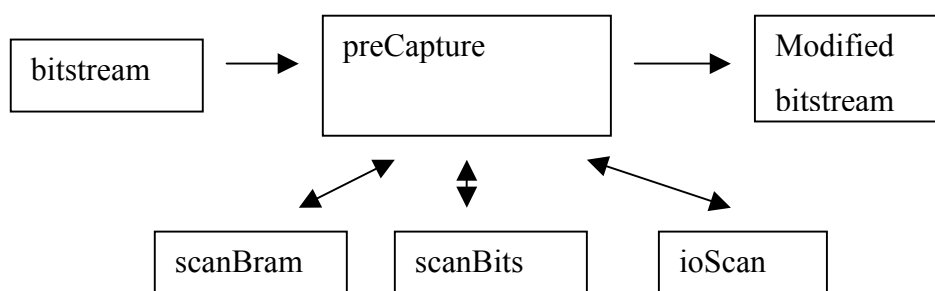 bitstream
preCapture
Modified
bitstream
scanBram
scanBits
ioScan